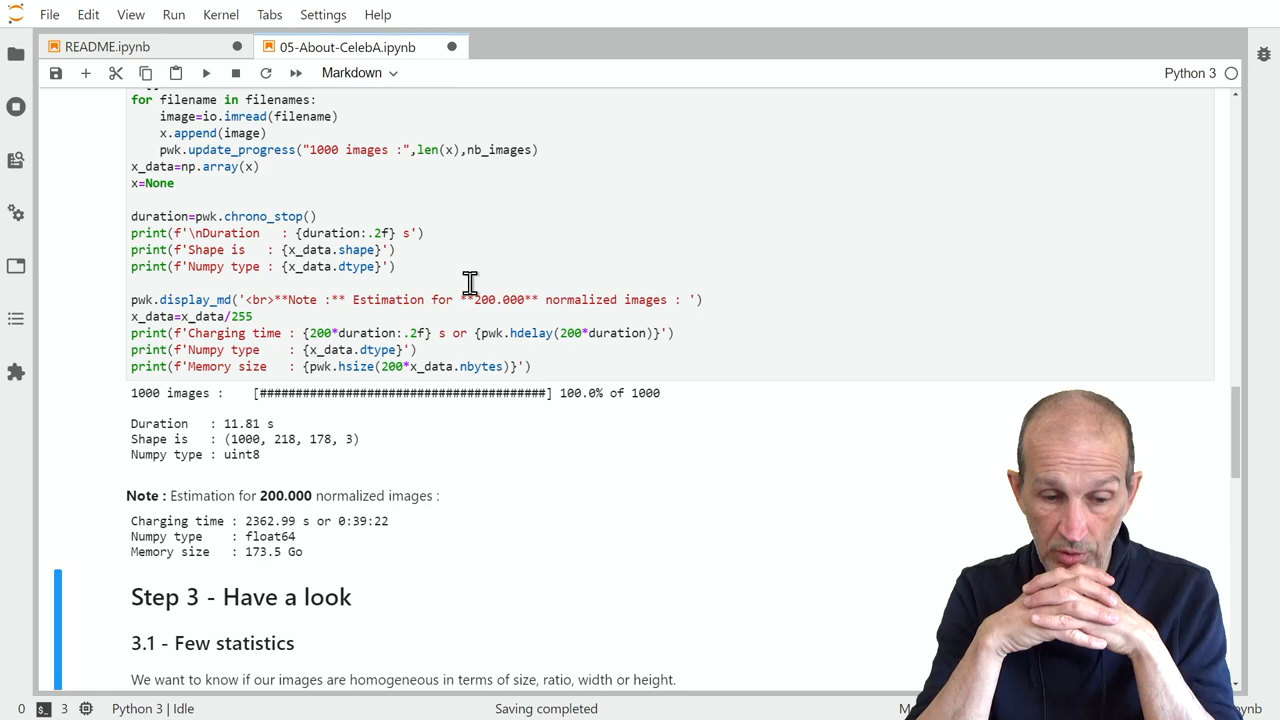 File Edit View Run Kernel Tabs Settings Help
README.ipynb 05-About-CelebA.ipynb
Markdown Python 3
for filename in filenames:
image=io.imread(filename)
x.append(image)
pwk.update_progress("1000 images :",len(x),nb_images)
x_data=np.array(x)
x=None
duration=pwk.chrono_stop()
print(f'\nDuration   : {duration:.2f} s')
print(f'Shape is   : {x_data.shape}')
print(f'Numpy type : {x_data.dtype}')
pwk.display_md('<br>**Note :** Estimation for **200.000** normalized images : ')
x_data=x_data/255
print(f'Charging time : {200*duration:.2f} s or {pwk.hdelay(200*duration)}')
print(f'Numpy type    : {x_data.dtype}')
print(f'Memory size   : {pwk.hsize(200*x_data.nbytes)}')
1000 images :    [########################################] 100.0% of 1000
Duration   : 11.81 s
Shape is   : (1000, 218, 178, 3)
Numpy type : uint8
Note : Estimation for 200.000 normalized images :
Charging time : 2362.99 s or 0:39:22
Numpy type    : float64
Memory size   : 173.5 Go
Step 3 - Have a look
3.1 - Few statistics
We want to know if our images are homogeneous in terms of size, ratio, width or height.
0 3 Python 3 | Idle Saving completed